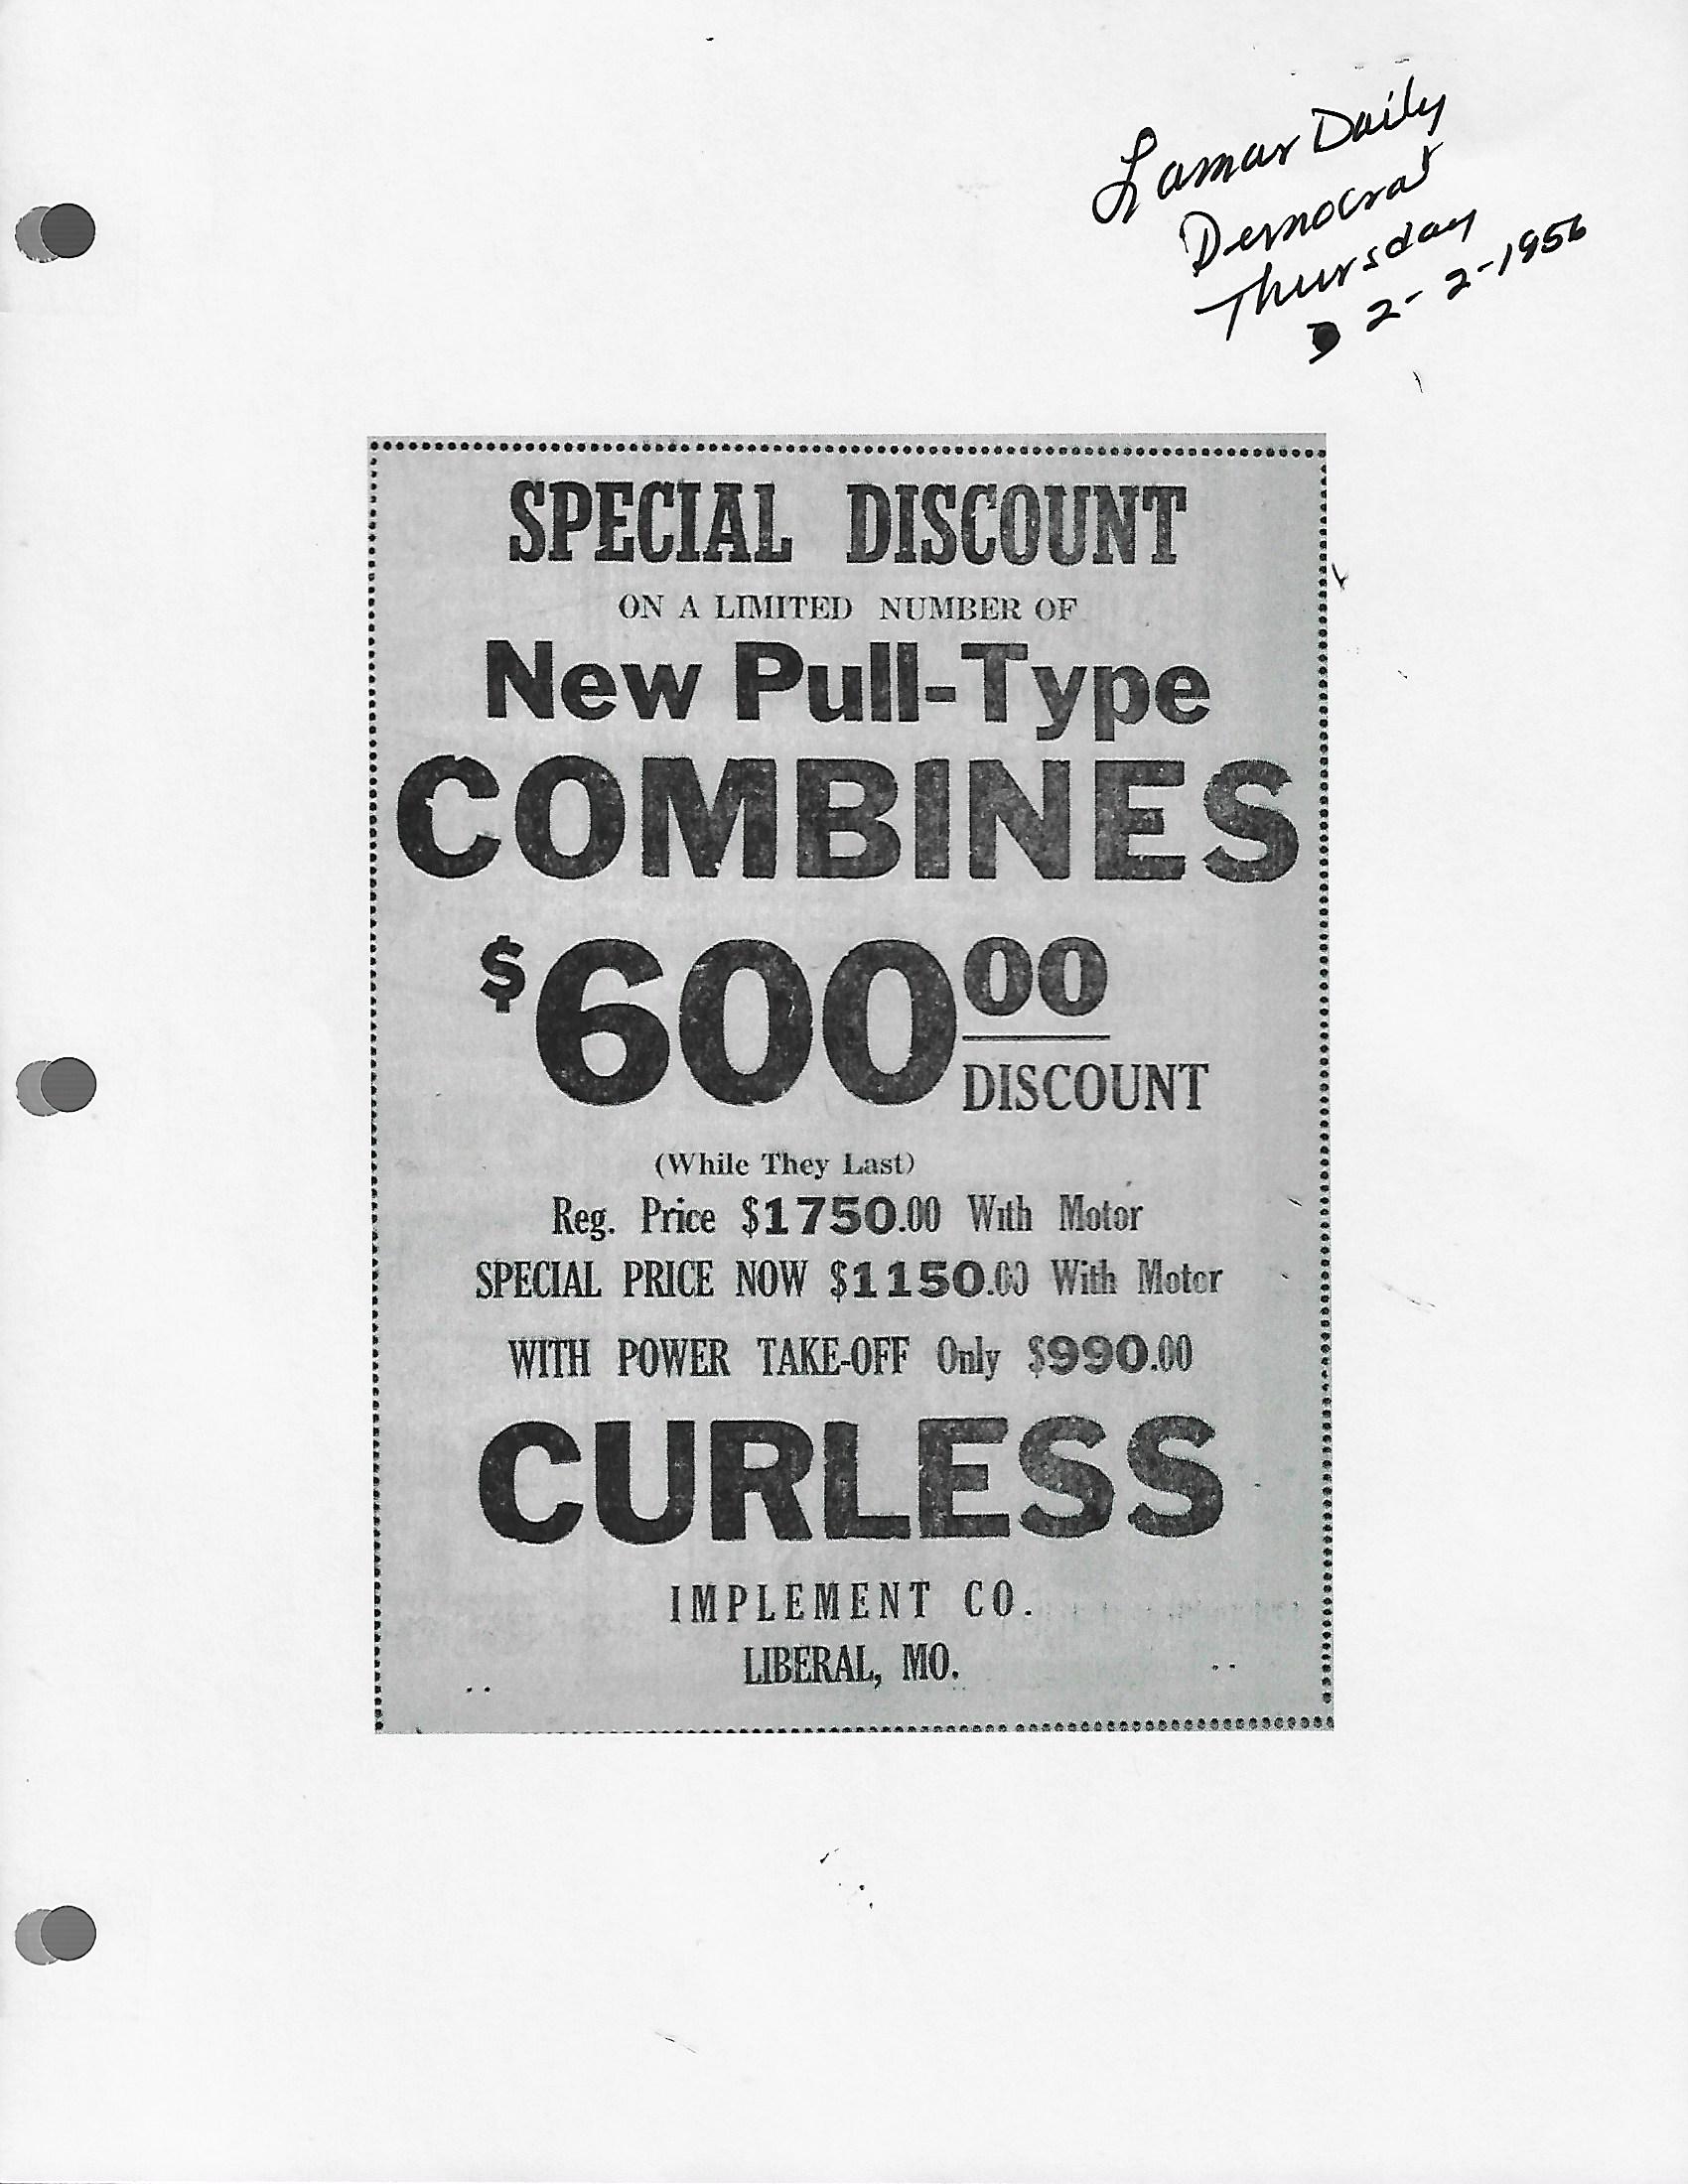 Lamar Daily
Democrat
Thursday
2-2-1956
SPECIAL DISCOUNT
ON A LIMITED NUMBER OF
New Pull-Type
COMBINES
$600 00
DISCOUNT
(While They Last)
Reg. Price $1750.00 With Motor
SPECIAL PRICE NOW $1150.00 With Motor
WITH POWER TAKE-OFF Only $990.00
CURLESS
IMPLEMENT CO.
LIBERAL, MO.